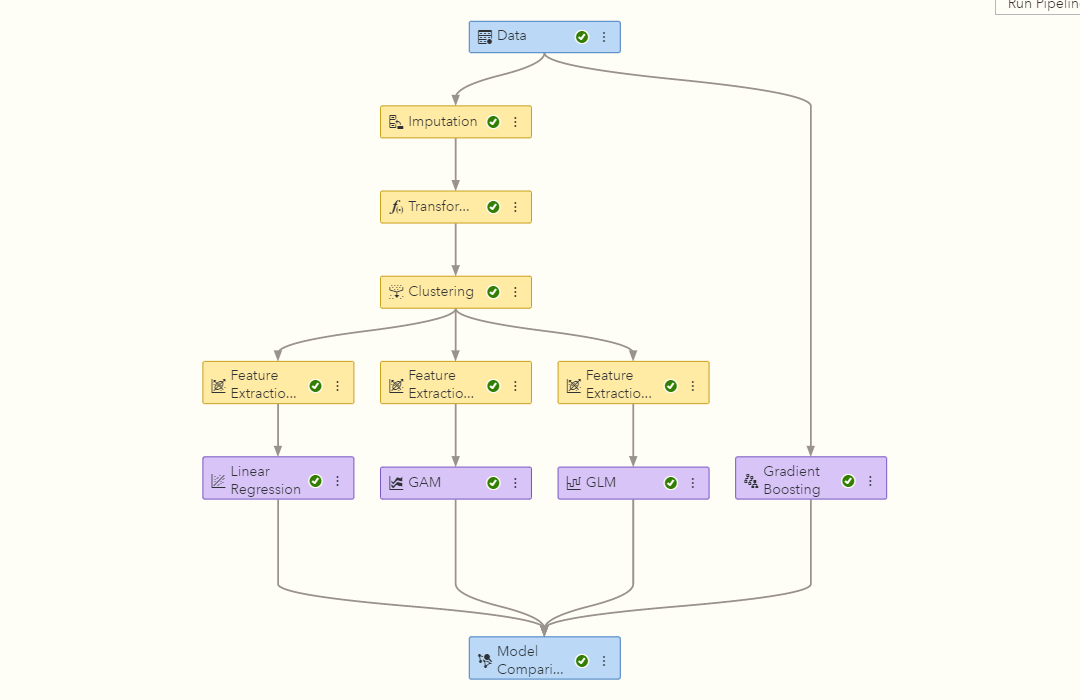 Run Pipelin
Data
Imputation
Transfor...
Clustering
Feature
Extractio...
Feature
Extractio...
Feature
Extractio...
Linear
Regression
GAM
GLM
Gradient
Boosting
Model
Compari...